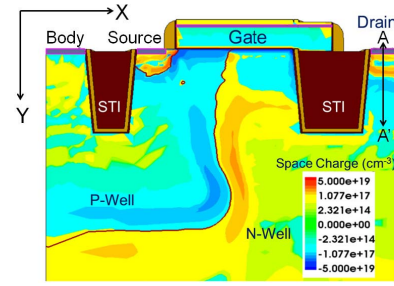 X
Y
Body
Source
Gate
Drain
A
STI
STI
A'
P-Well
N-Well
Space Charge (cm-3)
5.000e+19
1.077e+17
2.321e+14
0.000e+00
-2.321e+14
-1.077e+17
-5.000e+19